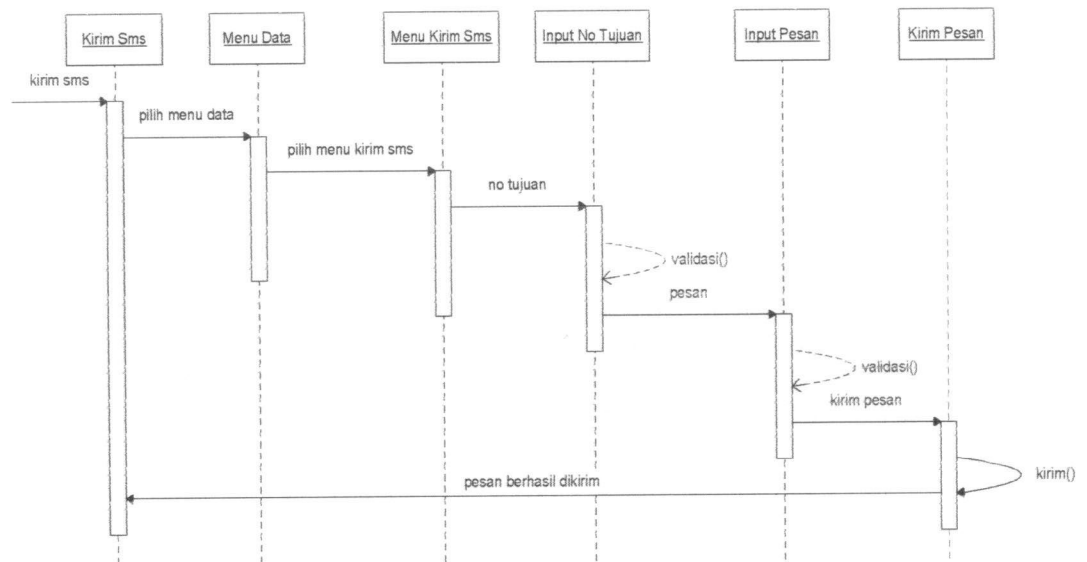 Kirim Sms
Menu Data
Menu Kirim Sms
Input No Tujuan
Input Pesan
Kirim Pesan
kirim sms
pilih menu data
pilih menu kirim sms
no tujuan
validasi()
pesan
validasi()
kirim pesan
kirim()
pesan berhasil dikirim